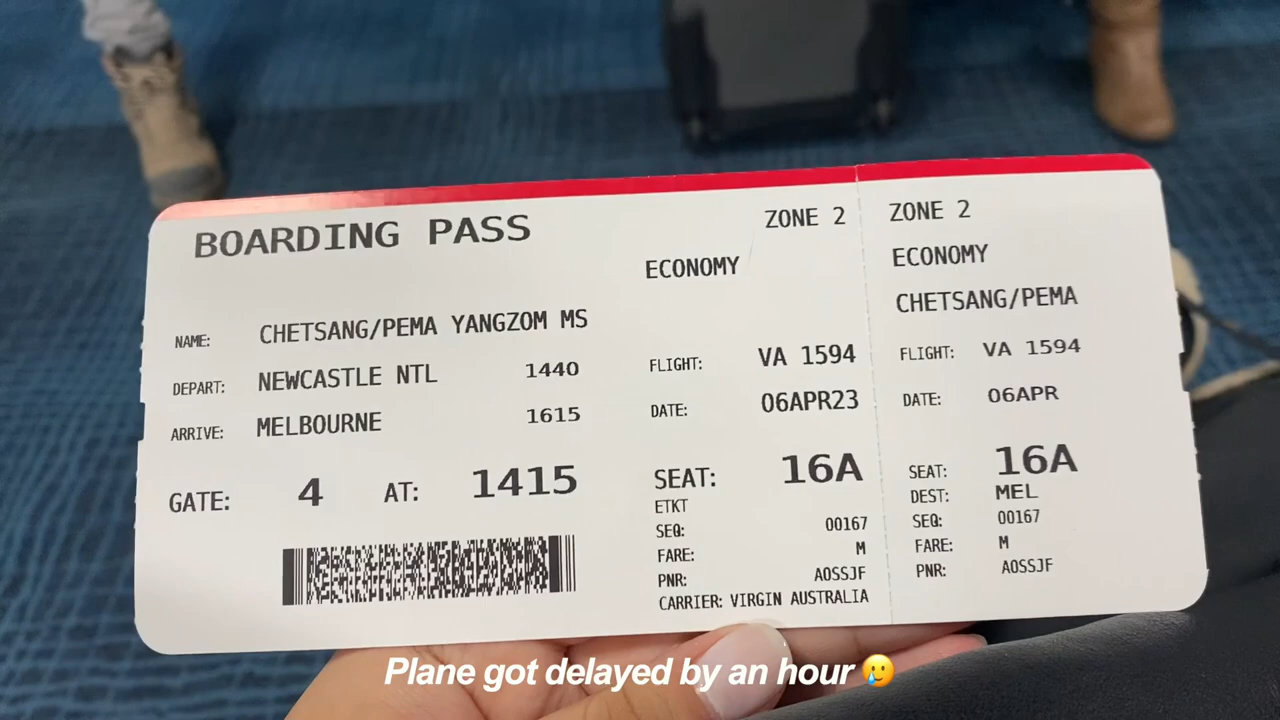 BOARDING PASS
ZONE 2
ECONOMY
NAME: CHETSANG/PEMA YANGZOM MS
DEPART: NEWCASTLE NTL 1440
FLIGHT: VA 1594
ARRIVE: MELBOURNE 1615
DATE: 06APR23
GATE: 4 AT: 1415
SEAT: 16A
ETKT
SEQ: 00167
FARE: M
PNR: AOSSJF
CARRIER: VIRGIN AUSTRALIA
ZONE 2
ECONOMY
CHETSANG/PEMA
FLIGHT: VA 1594
DATE: 06APR
SEAT: 16A
DEST: MEL
SEQ: 00167
FARE: M
PNR: AOSSJF
Plane got delayed by an hour 🥲